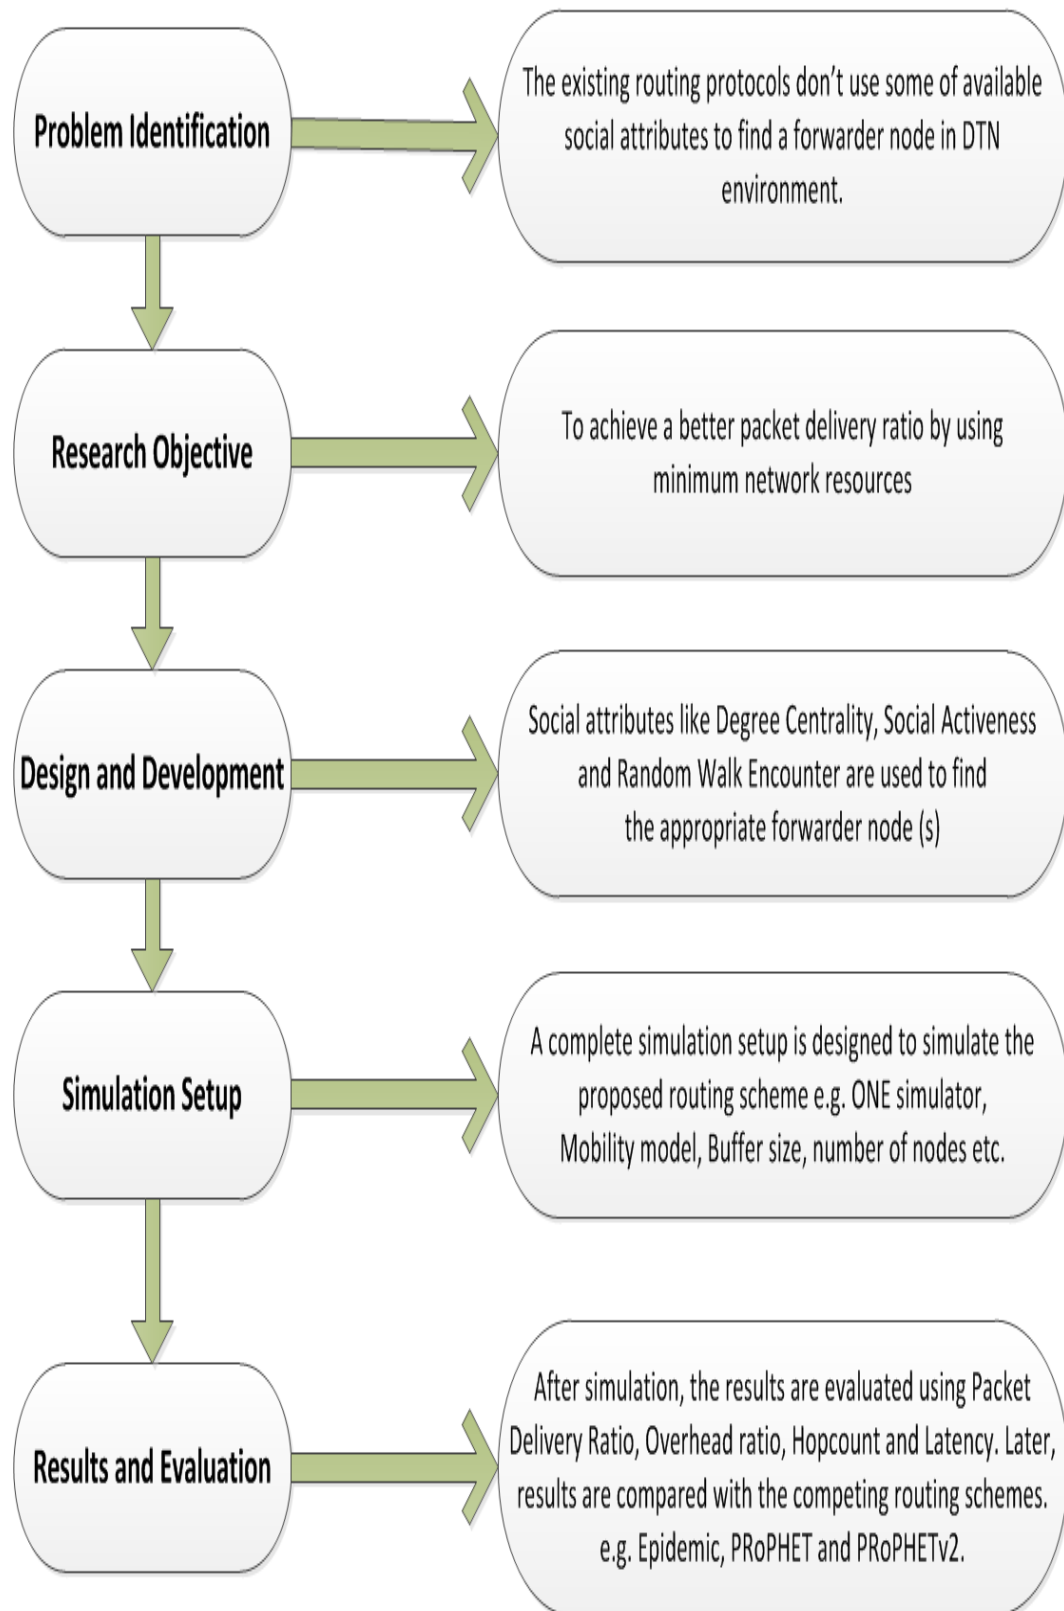 Problem Identification
The existing routing protocols don’t use some of available
social attributes to find a forwarder node in DTN
environment.
Research Objective
To achieve a better packet delivery ratio by using
minimum network resources
Design and Development
Social attributes like Degree Centrality, Social Activeness
and Random Walk Encounter are used to find
the appropriate forwarder node (s)
Simulation Setup
A complete simulation setup is designed to simulate the
proposed routing scheme e.g. ONE simulator,
Mobility model, Buffer size, number of nodes etc.
Results and Evaluation
After simulation, the results are evaluated using Packet
Delivery Ratio, Overhead ratio, Hopcount and Latency. Later,
results are compared with the competing routing schemes.
e.g. Epidemic, PRoPHET and PRoPHETv2.